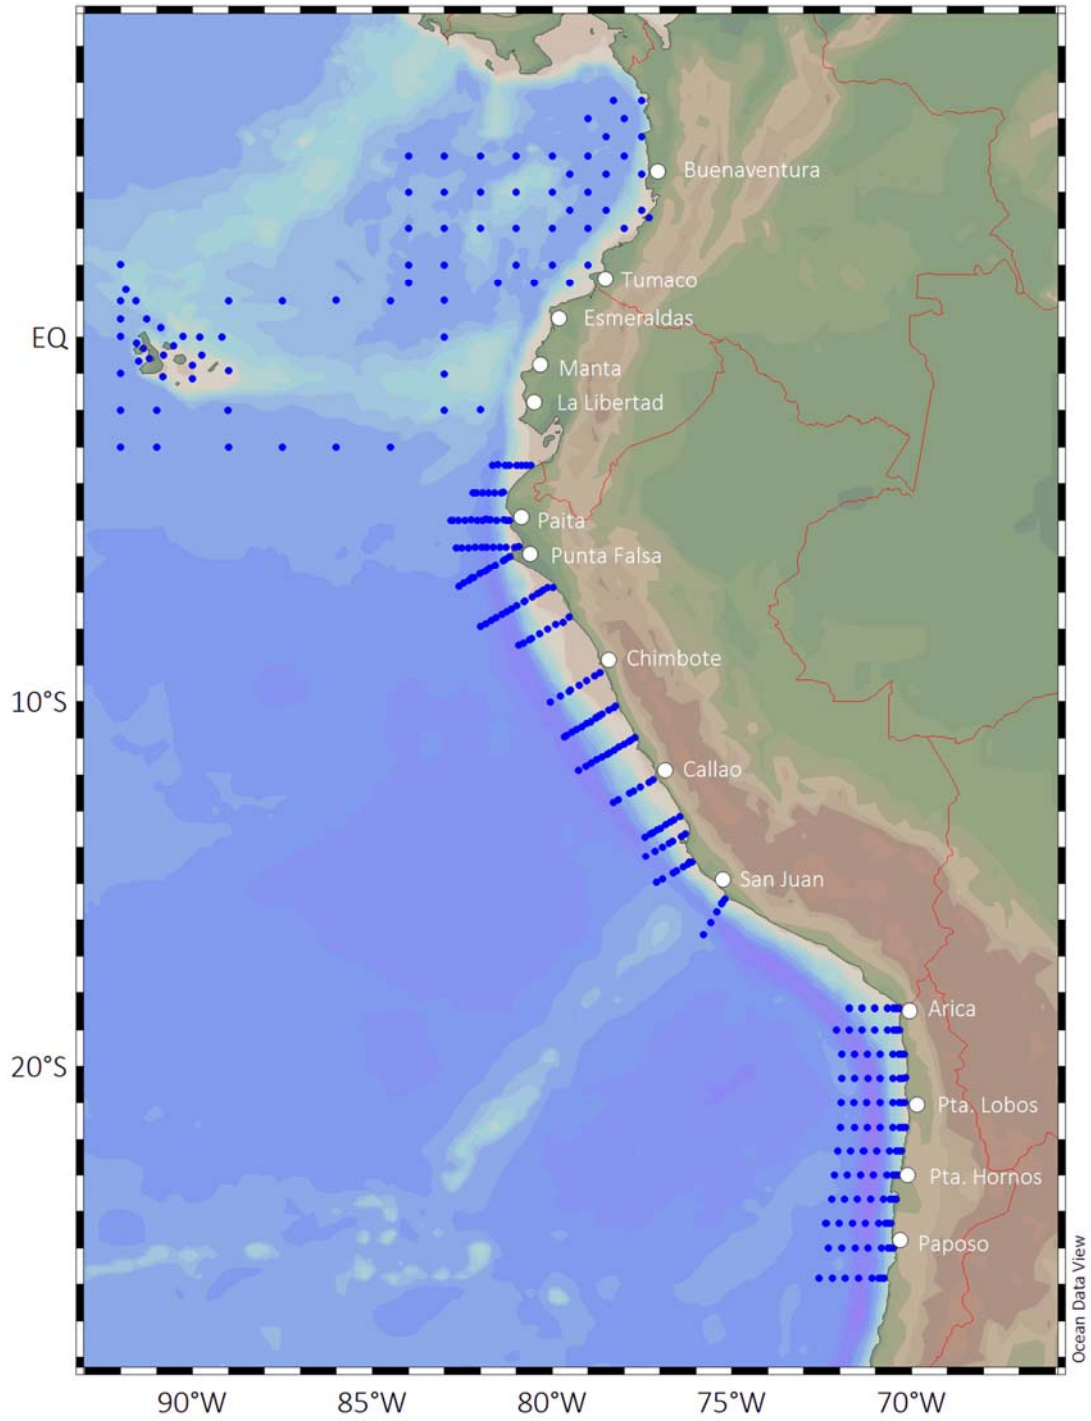 Buenaventura
Tumaco
Esmeraldas
EQ
Manta
La Libertad
Paita
Punta Falsa
Chimbote
10°S
Callao
San Juan
Arica
20°S
Pta. Lobos
Pta. Hornos
Paposo
Ocean Data View
90°W 85°W 80°W 75°W 70°W